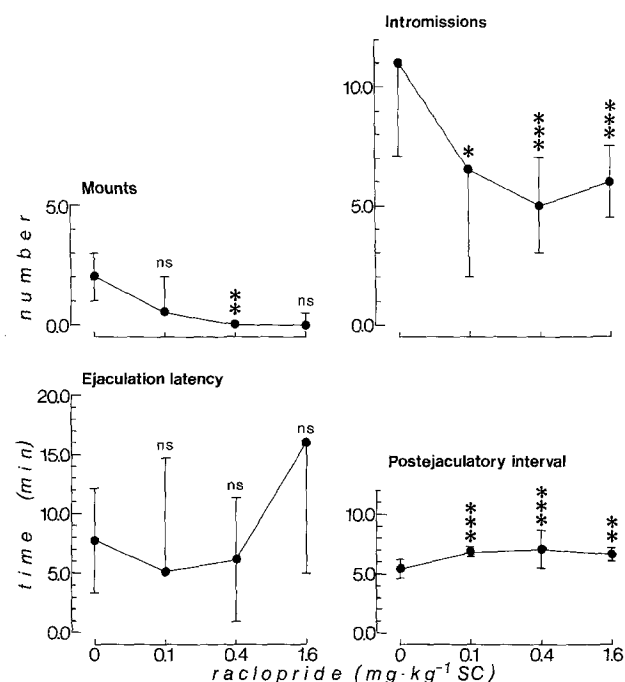 Intromissions
10.0
5.0
0.0
*
***
***
Mounts
number
5.0
0.0
ns
**
ns
Ejaculation latency
time (min)
20.0
15.0
10.0
5.0
0.0
ns
ns
ns
0 0.1 0.4 1.6
Postejaculatory interval
10.0
5.0
0.0
***
***
**
0 0.1 0.4 1.6
raclopride (mg·kg⁻¹ SC)